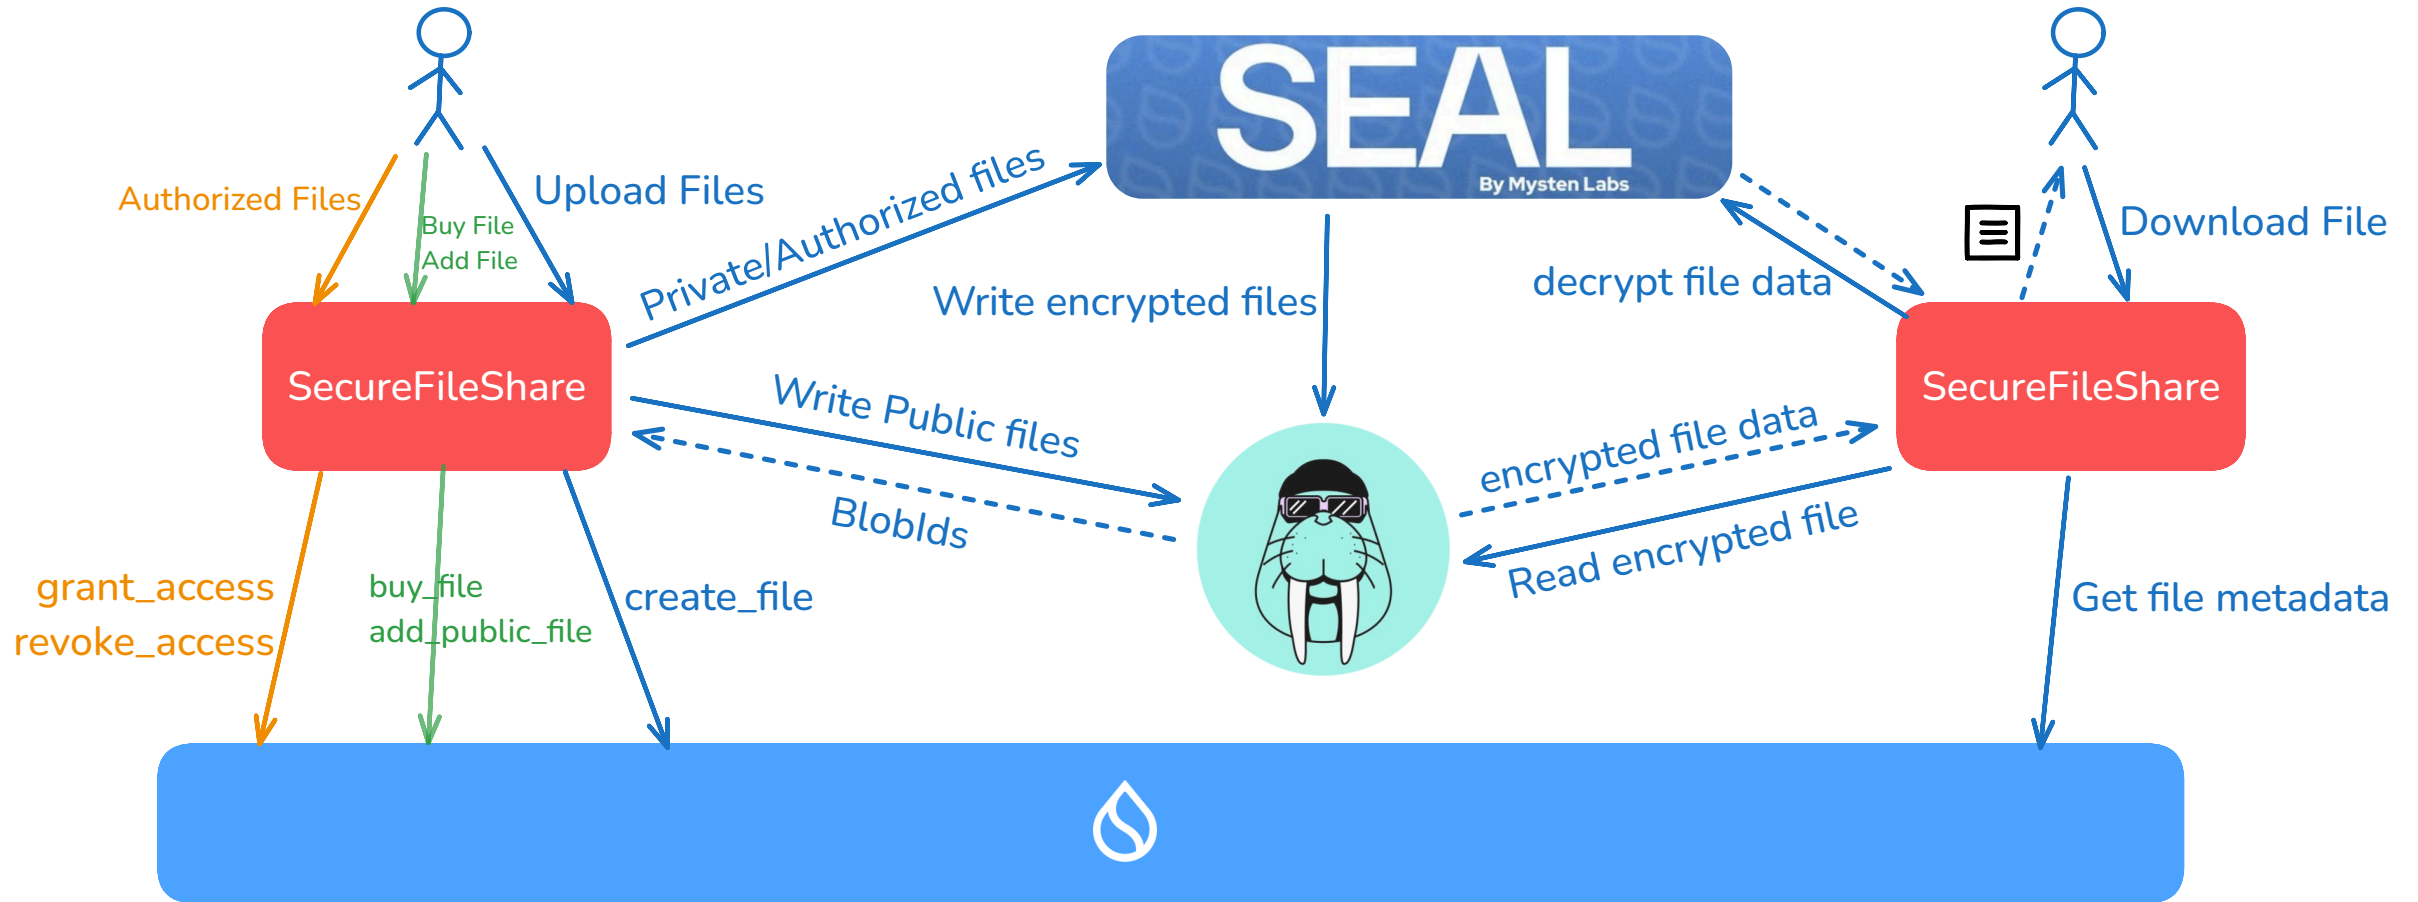 SEAL
By Mysten Labs
Authorized Files
Buy File
Add File
Upload Files
Private/Authorized files
Write encrypted files
decrypt file data
Download File
SecureFileShare
SecureFileShare
Write Public files
BlobIds
encrypted file data
Read encrypted file
grant_access
revoke_access
buy_file
add_public_file
create_file
Get file metadata